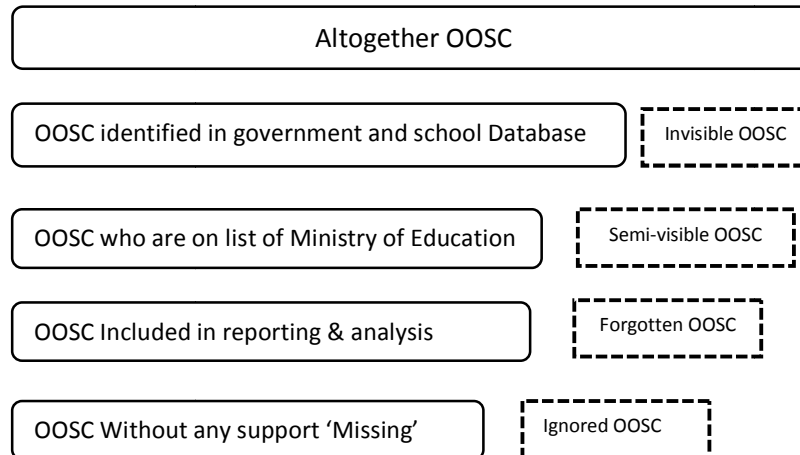 Altogether OOSC
OOSC identified in government and school Database
Invisible OOSC
OOSC who are on list of Ministry of Education
Semi-visible OOSC
OOSC Included in reporting & analysis
Forgotten OOSC
OOSC Without any support ‘Missing’
Ignored OOSC